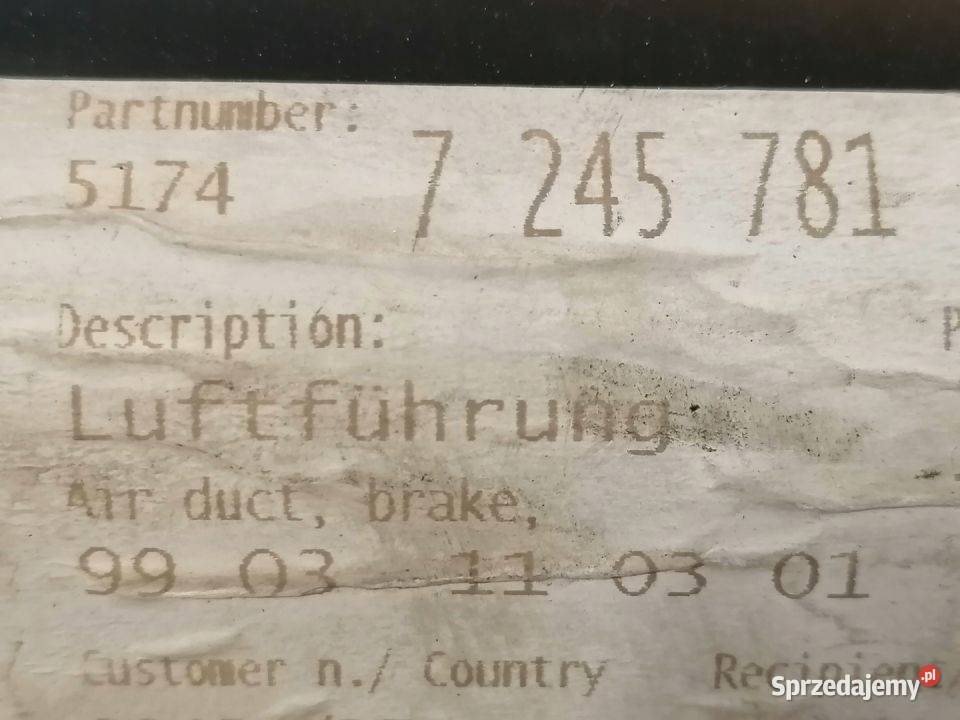 Partnumber:
5174 7 245 781
Description:
Luftführung
Air duct, brake,
99 03 11 03 01
Customer n./ Country
Sprzedajemy.pl